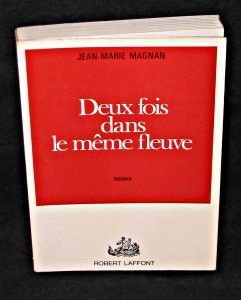 JEAN-MARIE MAGNAN
Deux fois
dans
le même fleuve
ROMAN
ROBERT LAFFONT